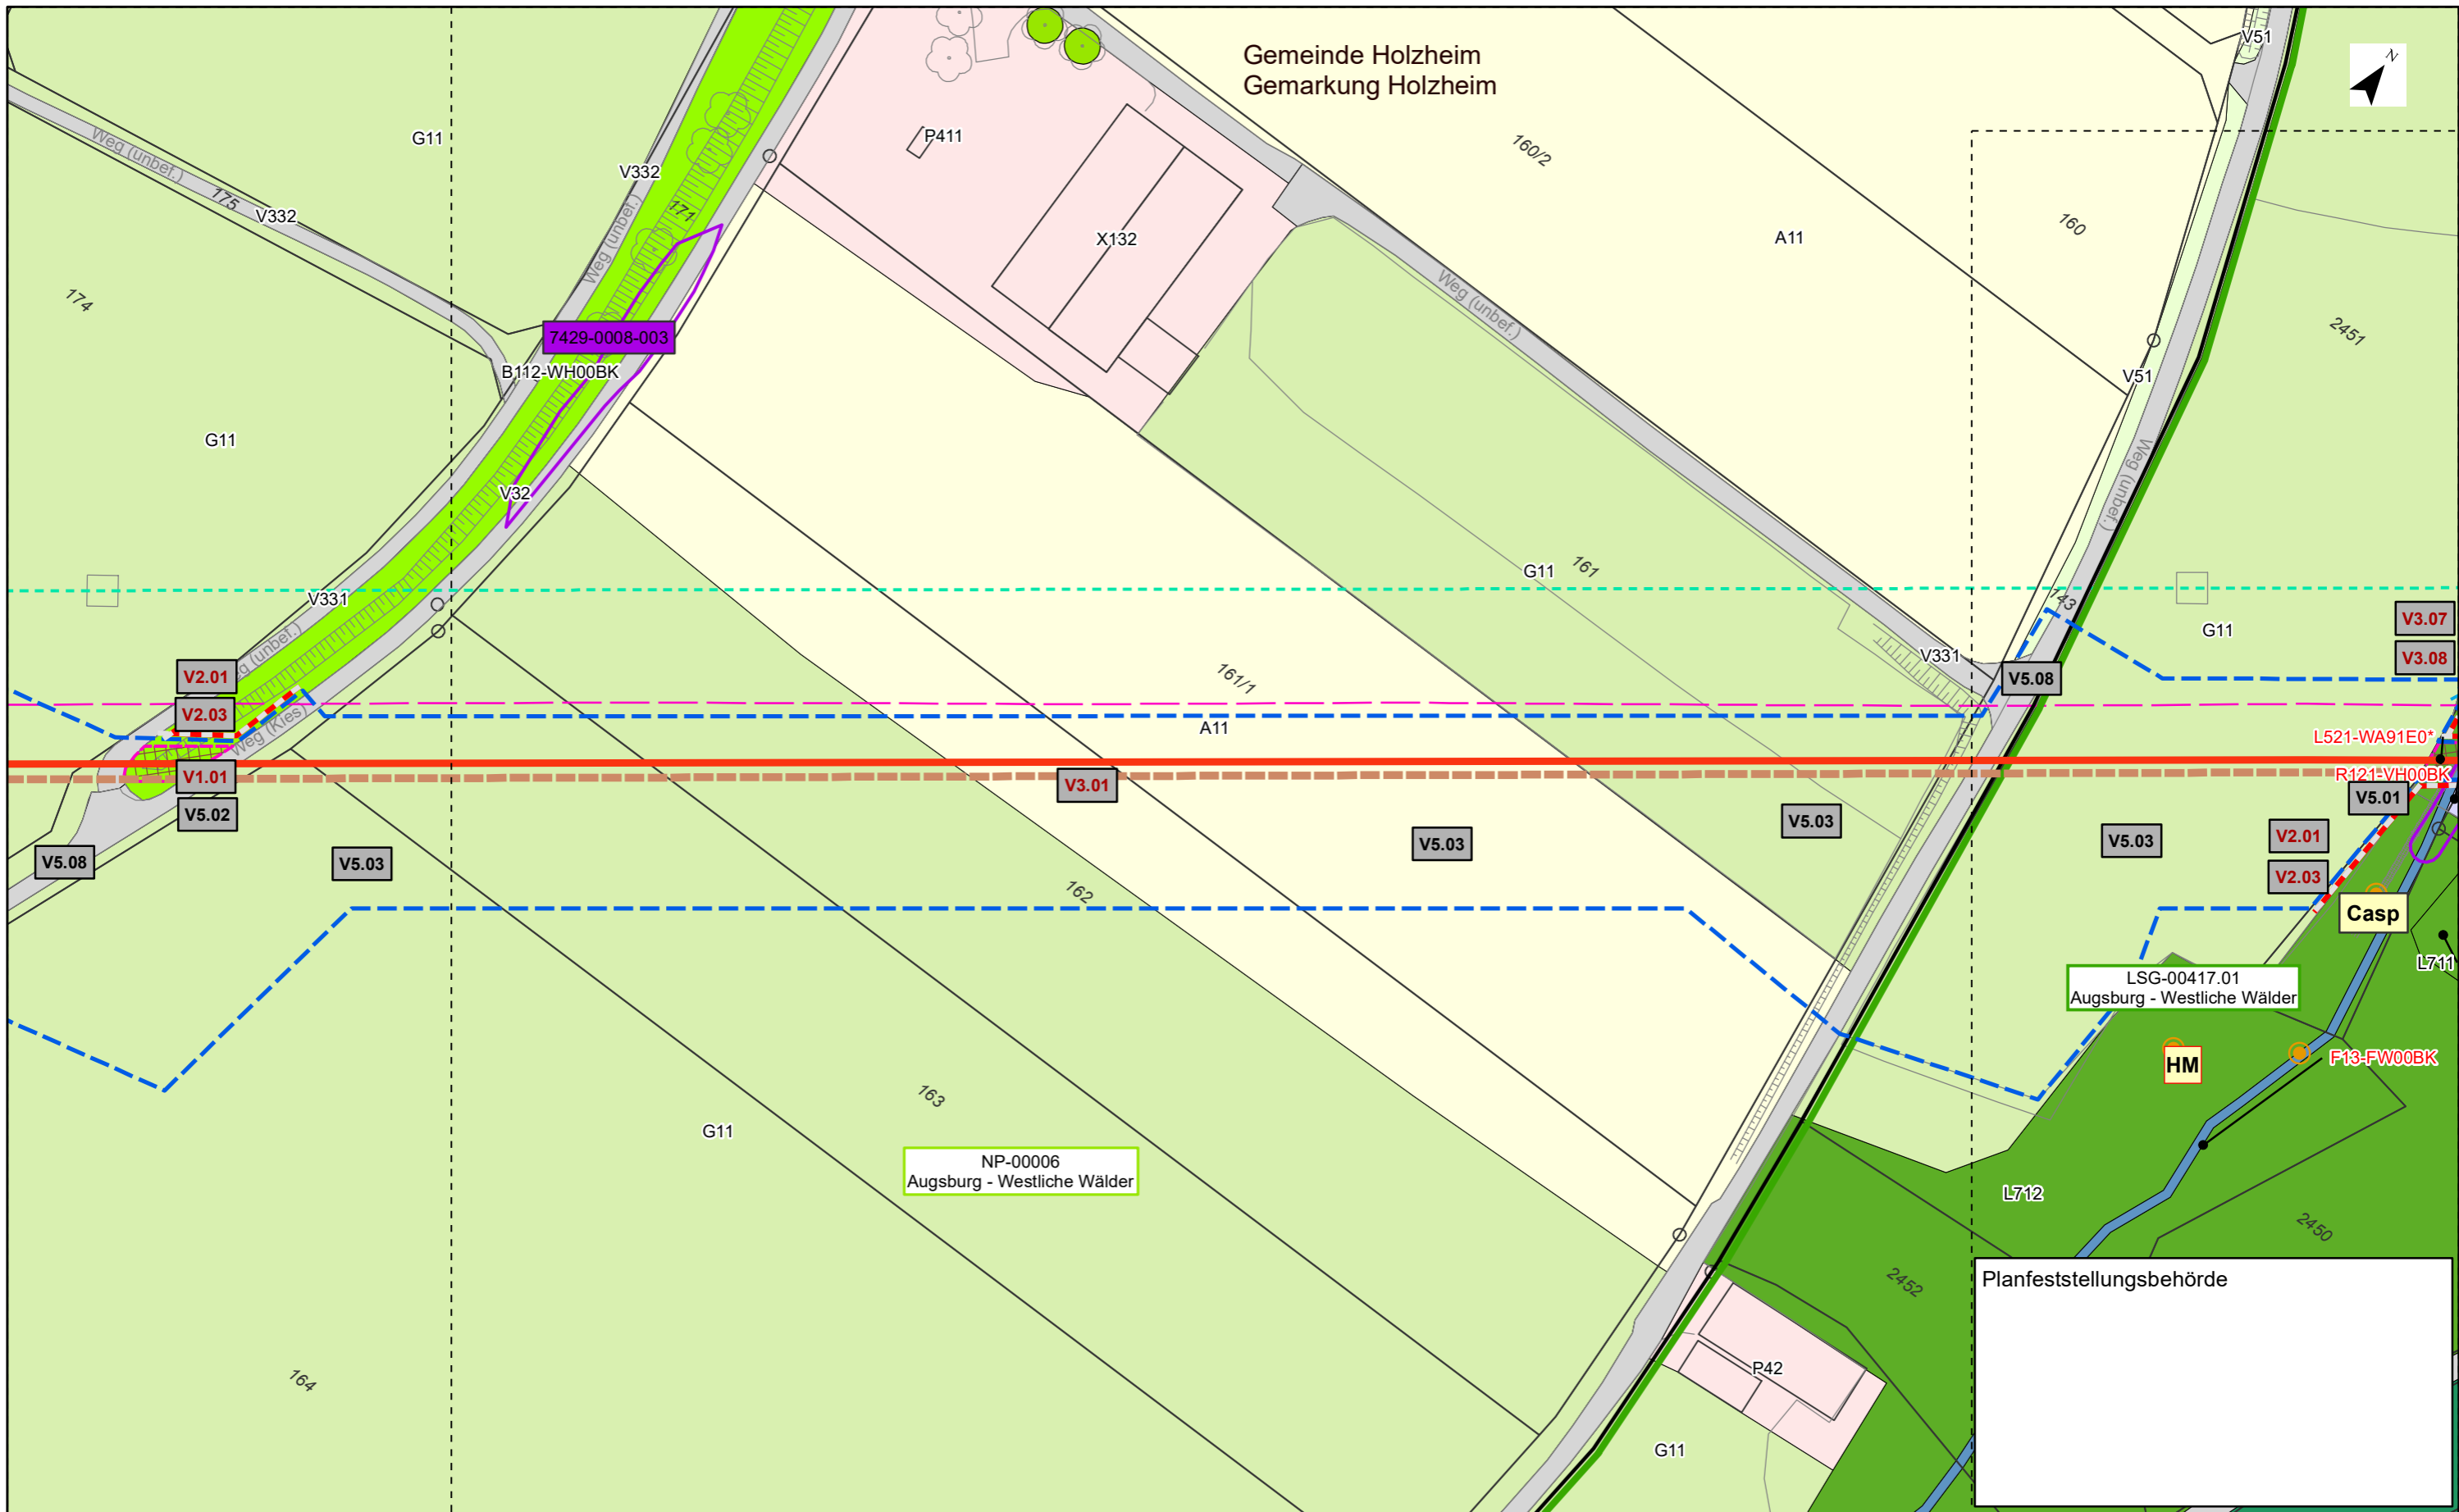 Gemeinde Holzheim
Gemarkung Holzheim
V51
N
G11
P411
Weg (unbef.)
160/2
V332
175
V332
171
160
Weg (unbef.)
X132
A11
174
Weg (unbef.)
2451
7429-0008-003
B112-WH00BK
V51
G11
Weg (unbef.)
V32
G11
161
V331
143
V3.07
G11
V2.01
g (unbef.)
V331
V3.08
161/1
V5.08
V2.03
Weg (Kies)
A11
L521-WA91E0*
V1.01
V3.01
R121-VH00BK
V5.01
V5.02
V5.03
V2.01
V5.08
V5.03
V5.03
V5.03
V2.03
162
Casp
L711
LSG-00417.01
Augsburg - Westliche Wälder
HM
F13-FW00BK
163
G11
NP-00006
Augsburg - Westliche Wälder
L712
2450
2452
Planfeststellungsbehörde
P42
164
G11